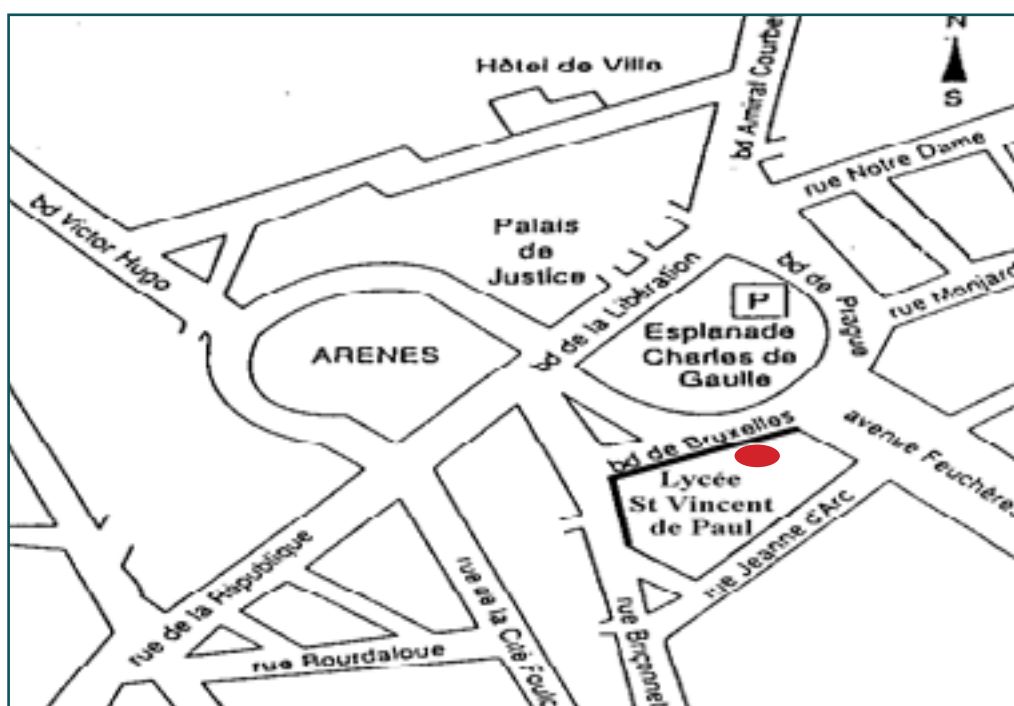 N
S
Hôtel de Ville
bd Amiral Courbe
rue Notre Dame
bd Victor Hugo
Palais
de
Justice
bd de la Libération
bd de Prague
rue Monjard
P
Esplanade
Charles de
Gaulle
ARENES
bd de Bruxelles
avenue Feuchères
Lycée
St Vincent
de Paul
rue Jeanne d'Arc
rue de la République
rue de la Cité Foulc
rue Briçonnet
rue Bourdaloue